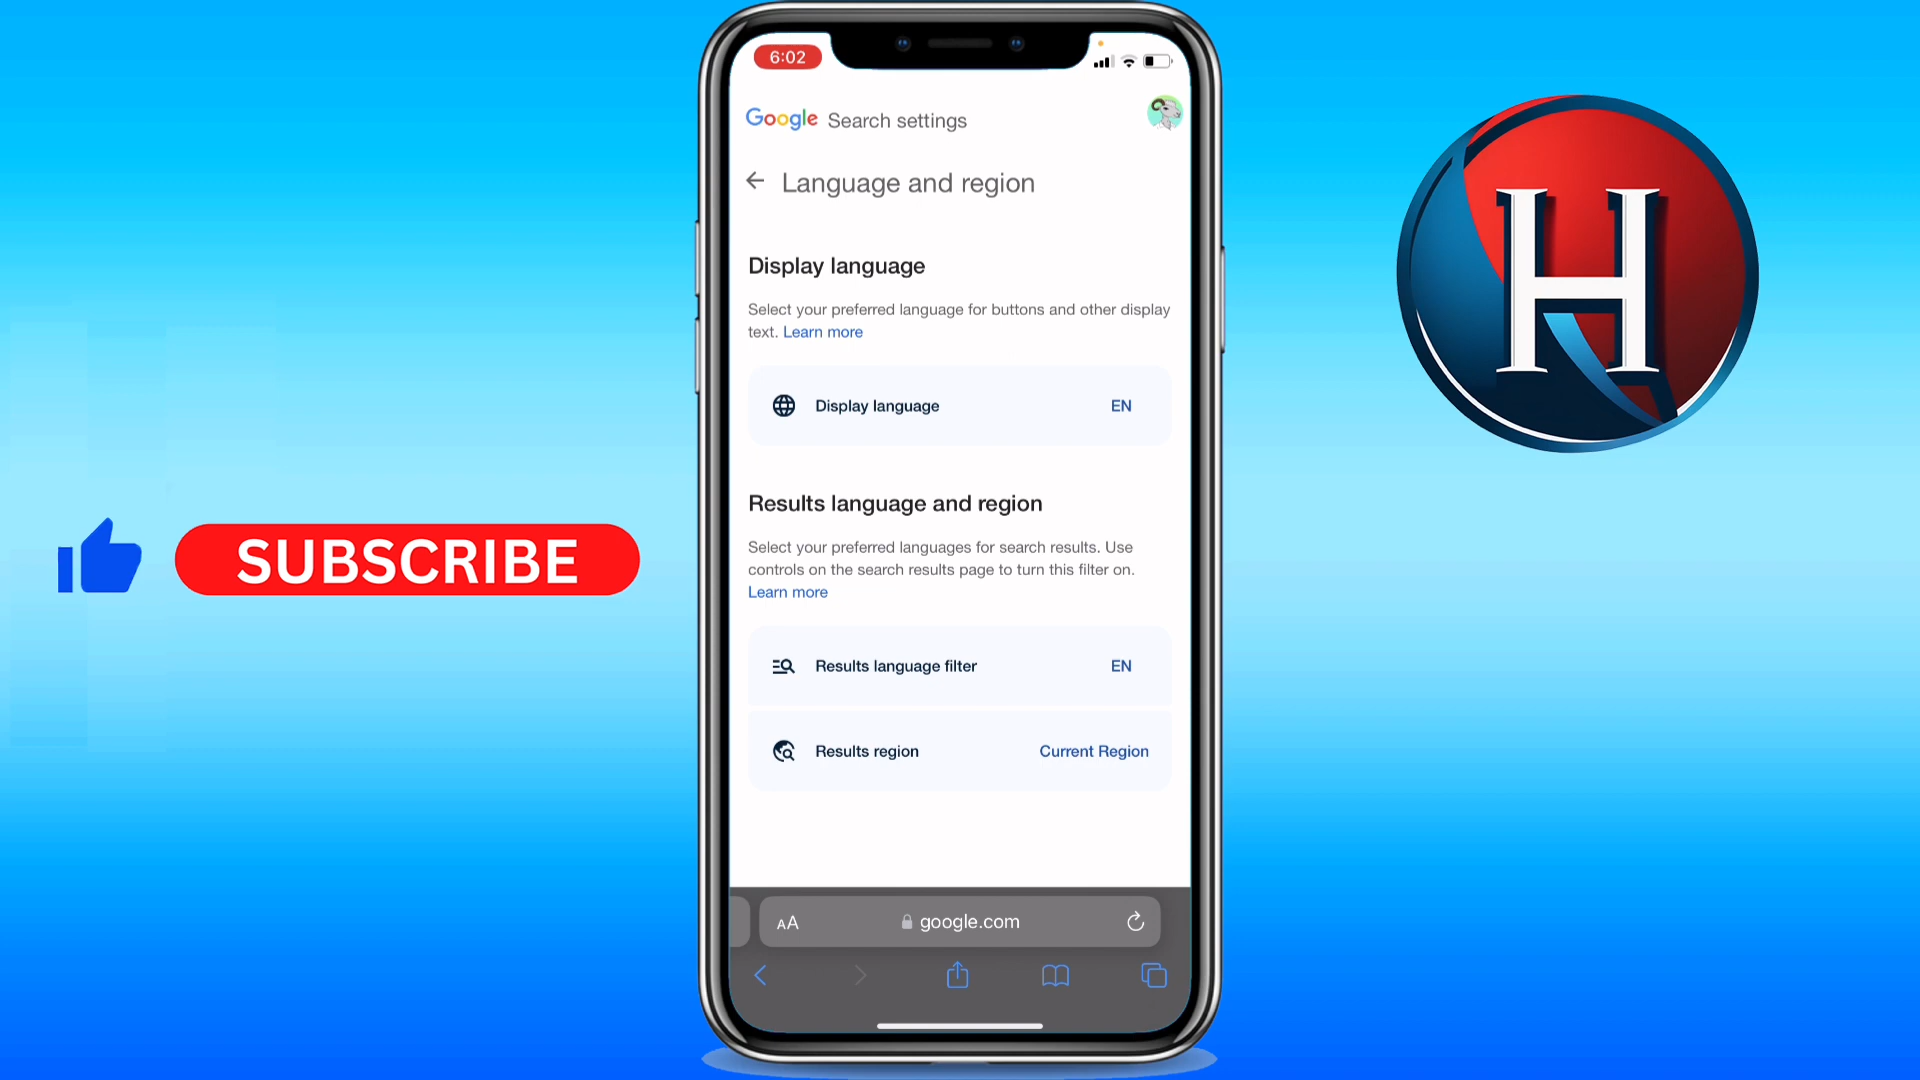 6:02
Google Search settings
Language and region
Display language
Select your preferred language for buttons and other display
text. Learn more
Display language EN
Results language and region
Select your preferred languages for search results. Use
controls on the search results page to turn this filter on.
Learn more
Results language filter EN
Results region Current Region
AA google.com
SUBSCRIBE
H